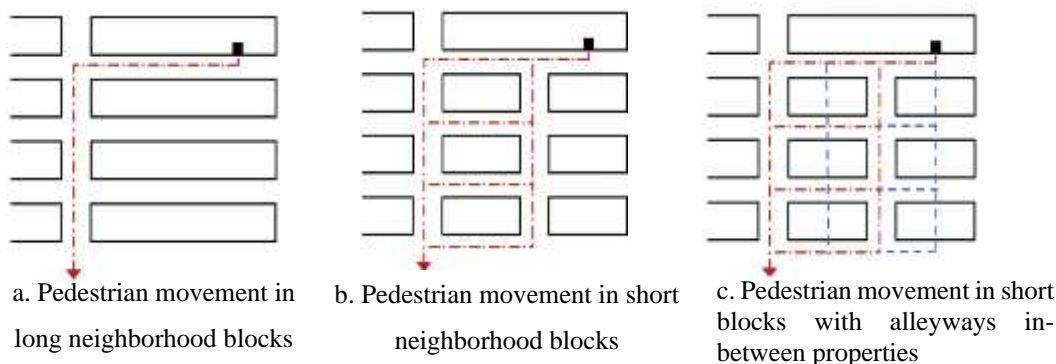 a. Pedestrian movement in
long neighborhood blocks
b. Pedestrian movement in short
neighborhood blocks
c. Pedestrian movement in short
blocks with alleyways in-
between properties